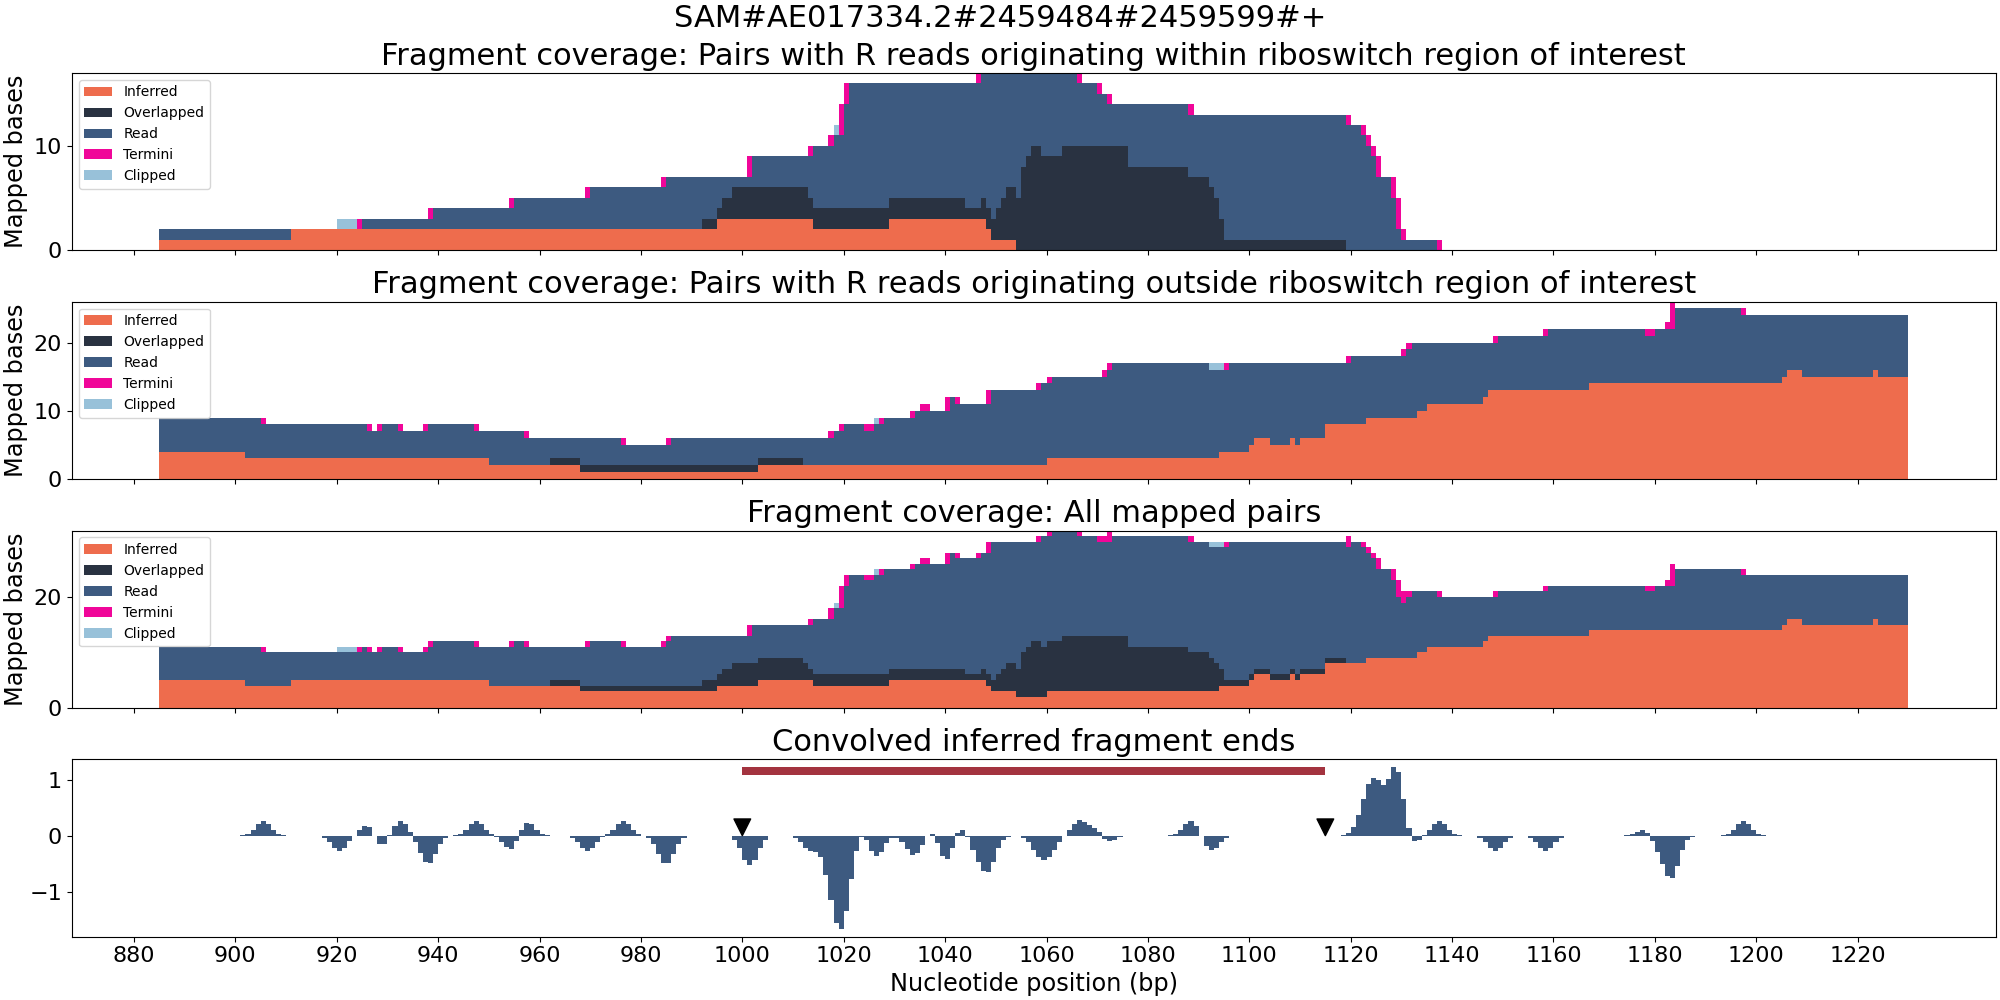 SAM#AE017334.2#2459484#2459599#+
Fragment coverage: Pairs with R reads originating within riboswitch region of interest
Mapped bases
10
0
Inferred
Overlapped
Read
Termini
Clipped
Fragment coverage: Pairs with R reads originating outside riboswitch region of interest
Mapped bases
20
10
0
Inferred
Overlapped
Read
Termini
Clipped
Fragment coverage: All mapped pairs
Mapped bases
20
0
Inferred
Overlapped
Read
Termini
Clipped
Convolved inferred fragment ends
1
0
−1
880 900 920 940 960 980 1000 1020 1040 1060 1080 1100 1120 1140 1160 1180 1200 1220
Nucleotide position (bp)